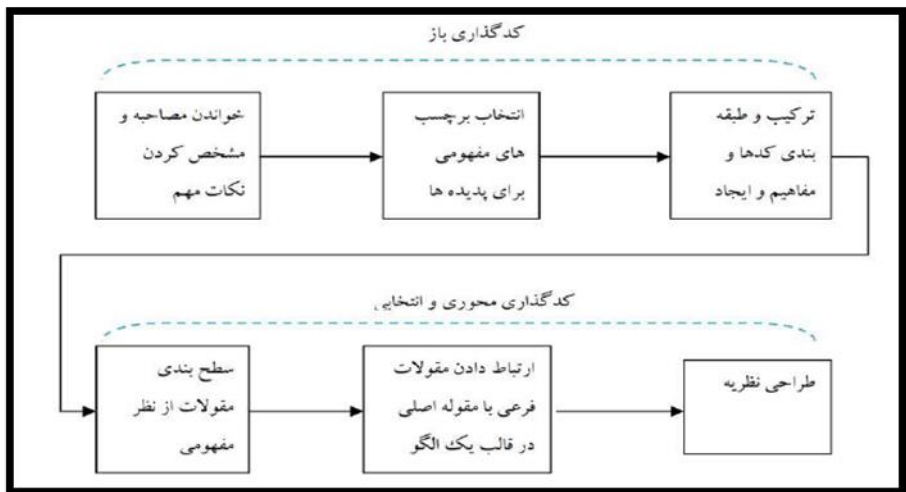 کدگذاری باز
خواندن مصاحبه و
مشخص کردن
نکات مهم
انتخاب برچسب
های مفهومی
برای پدیده ها
ترکیب و طبقه
بندی کدها و
مفاهیم و ایجاد
کدگذاری محوری و انتخابی
سطح بندی
مقولات از نظر
مفهومی
ارتباط دادن مقولات
فرعی با مقوله اصلی
در قالب یک الگو
طراحی نظریه